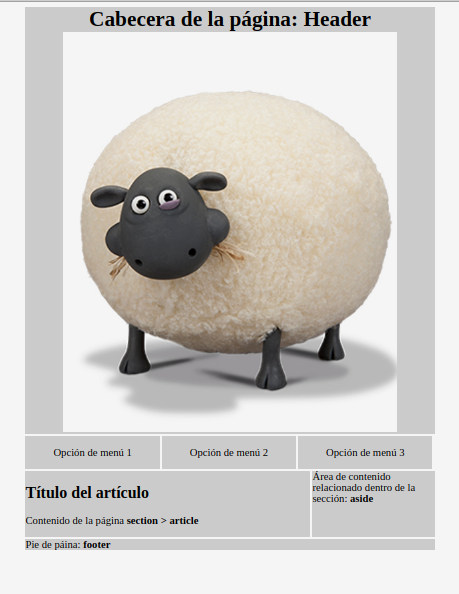 Cabecera de la página: Header
Opción de menú 1
Opción de menú 2
Opción de menú 3
Título del artículo
Contenido de la página section > article
Área de contenido
relacionado dentro de la
sección: aside
Pie de páina: footer